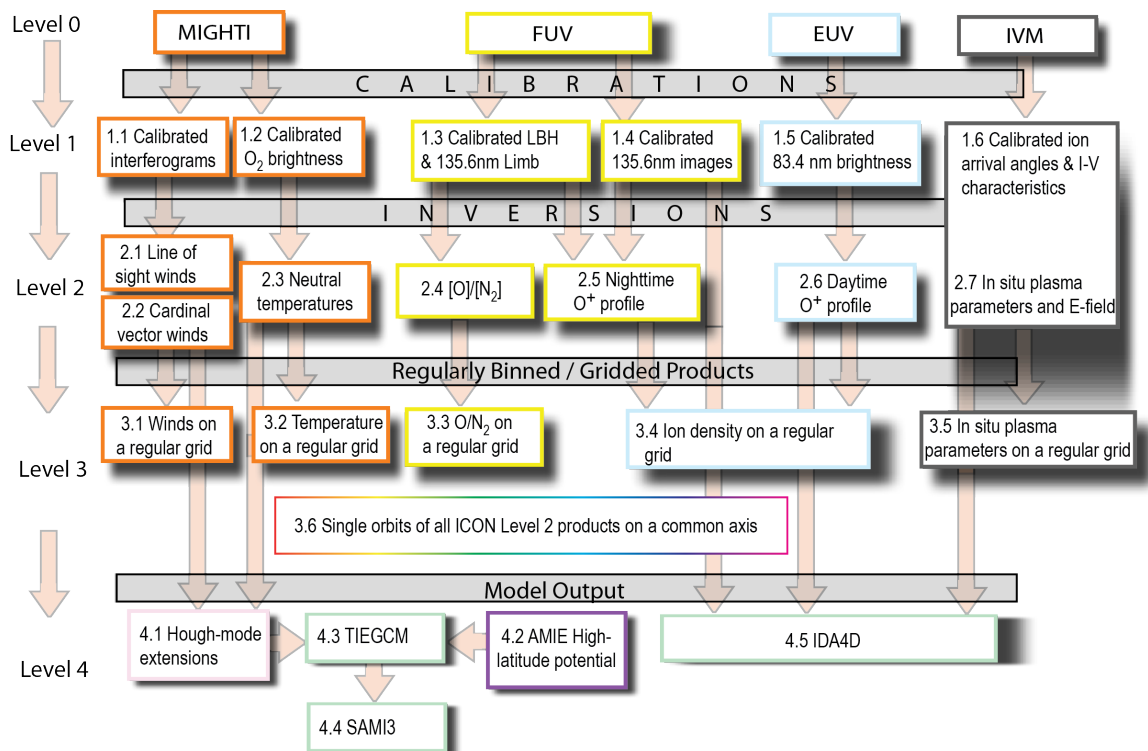 Level 0
MIGHTI
FUV
EUV
IVM
C A L I B R A T I O N S
Level 1
1.1 Calibrated
interferograms
1.2 Calibrated
O₂ brightness
1.3 Calibrated LBH
& 135.6nm Limb
1.4 Calibrated
135.6nm images
1.5 Calibrated
83.4 nm brightness
1.6 Calibrated ion
arrival angles & I-V
characteristics
I N V E R S I O N S
Level 2
2.1 Line of
sight winds
2.2 Cardinal
vector winds
2.3 Neutral
temperatures
2.4 [O]/[N₂]
2.5 Nighttime
O⁺ profile
2.6 Daytime
O⁺ profile
2.7 In situ plasma
parameters and E-field
Regularly Binned / Gridded Products
Level 3
3.1 Winds on
a regular grid
3.2 Temperature
on a regular grid
3.3 O/N₂ on
a regular grid
3.4 Ion density on a regular
grid
3.5 In situ plasma
parameters on a regular grid
3.6 Single orbits of all ICON Level 2 products on a common axis
Model Output
Level 4
4.1 Hough-mode
extensions
4.3 TIEGCM
4.2 AMIE High-
latitude potential
4.5 IDA4D
4.4 SAMI3